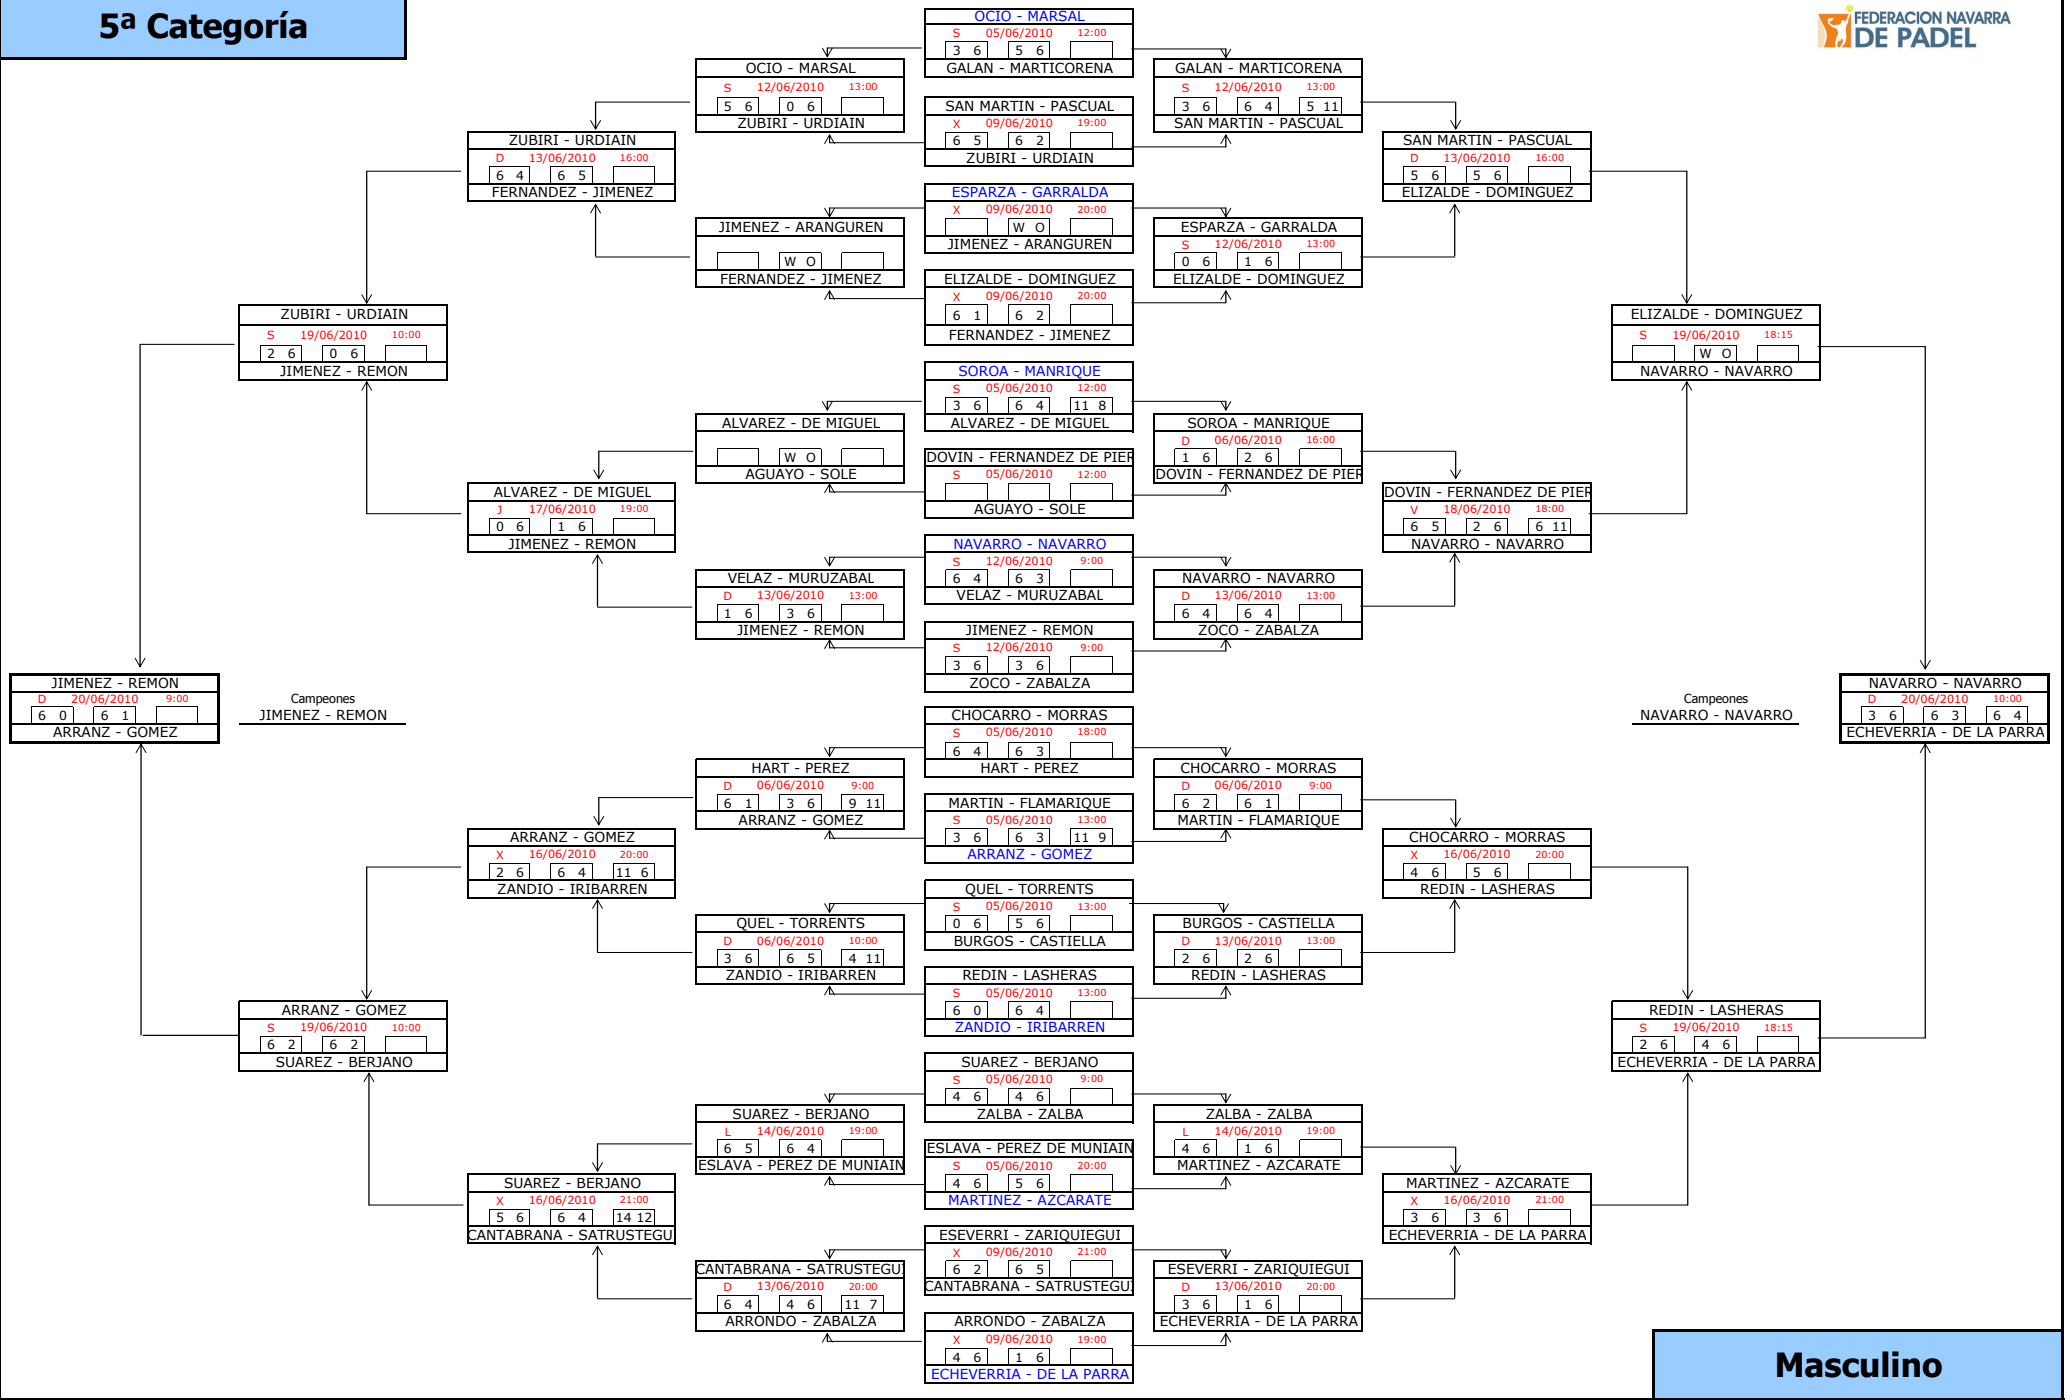 5ª Categoría
FEDERACION NAVARRA
DE PADEL
OCIO - MARSAL
S 05/06/2010 12:00
3 6 5 6
GALAN - MARTICORENA
SAN MARTIN - PASCUAL
X 09/06/2010 19:00
6 5 6 2
ZUBIRI - URDIAIN
ESPARZA - GARRALDA
X 09/06/2010 20:00
W O
JIMENEZ - ARANGUREN
ELIZALDE - DOMINGUEZ
X 09/06/2010 20:00
6 1 6 2
FERNANDEZ - JIMENEZ
SOROA - MANRIQUE
S 05/06/2010 12:00
3 6 6 4 11 8
ALVAREZ - DE MIGUEL
DOVIN - FERNANDEZ DE PIER
S 05/06/2010 12:00
AGUAYO - SOLE
NAVARRO - NAVARRO
S 12/06/2010 9:00
6 4 6 3
VELAZ - MURUZABAL
JIMENEZ - REMON
S 12/06/2010 9:00
3 6 3 6
ZOCO - ZABALZA
CHOCARRO - MORRAS
S 05/06/2010 18:00
6 4 6 3
HART - PEREZ
MARTIN - FLAMARIQUE
S 05/06/2010 13:00
3 6 6 3 11 9
ARRANZ - GOMEZ
QUEL - TORRENTS
S 05/06/2010 13:00
0 6 5 6
BURGOS - CASTIELLA
REDIN - LASHERAS
S 05/06/2010 13:00
6 0 6 4
ZANDIO - IRIBARREN
SUAREZ - BERJANO
S 05/06/2010 9:00
4 6 4 6
ZALBA - ZALBA
ESLAVA - PEREZ DE MUNIAIN
S 05/06/2010 20:00
4 6 5 6
MARTINEZ - AZCARATE
ESEVERRI - ZARIQUIEGUI
X 09/06/2010 21:00
6 2 6 5
CANTABRANA - SATRUSTEGUI
ARRONDO - ZABALZA
X 09/06/2010 19:00
4 6 1 6
ECHEVERRIA - DE LA PARRA
OCIO - MARSAL
S 12/06/2010 13:00
5 6 0 6
ZUBIRI - URDIAIN
JIMENEZ - ARANGUREN
W O
FERNANDEZ - JIMENEZ
ALVAREZ - DE MIGUEL
W O
AGUAYO - SOLE
VELAZ - MURUZABAL
D 13/06/2010 13:00
1 6 3 6
JIMENEZ - REMON
HART - PEREZ
D 06/06/2010 9:00
6 1 3 6 9 11
ARRANZ - GOMEZ
QUEL - TORRENTS
D 06/06/2010 10:00
3 6 6 5 4 11
ZANDIO - IRIBARREN
SUAREZ - BERJANO
L 14/06/2010 19:00
6 5 6 4
ESLAVA - PEREZ DE MUNIAIN
CANTABRANA - SATRUSTEGUI
D 13/06/2010 20:00
6 4 4 6 11 7
ARRONDO - ZABALZA
ZUBIRI - URDIAIN
D 13/06/2010 16:00
6 4 6 5
FERNANDEZ - JIMENEZ
ALVAREZ - DE MIGUEL
J 17/06/2010 19:00
0 6 1 6
JIMENEZ - REMON
ARRANZ - GOMEZ
X 16/06/2010 20:00
2 6 6 4 11 6
ZANDIO - IRIBARREN
SUAREZ - BERJANO
X 16/06/2010 21:00
5 6 6 4 14 12
CANTABRANA - SATRUSTEGU
ZUBIRI - URDIAIN
S 19/06/2010 10:00
2 6 0 6
JIMENEZ - REMON
ARRANZ - GOMEZ
S 19/06/2010 10:00
6 2 6 2
SUAREZ - BERJANO
JIMENEZ - REMON
D 20/06/2010 9:00
6 0 6 1
ARRANZ - GOMEZ
Campeones
JIMENEZ - REMON
GALAN - MARTICORENA
S 12/06/2010 13:00
3 6 6 4 5 11
SAN MARTIN - PASCUAL
ESPARZA - GARRALDA
S 12/06/2010 13:00
0 6 1 6
ELIZALDE - DOMINGUEZ
SOROA - MANRIQUE
D 06/06/2010 16:00
1 6 2 6
DOVIN - FERNANDEZ DE PIER
NAVARRO - NAVARRO
D 13/06/2010 13:00
6 4 6 4
ZOCO - ZABALZA
CHOCARRO - MORRAS
D 06/06/2010 9:00
6 2 6 1
MARTIN - FLAMARIQUE
BURGOS - CASTIELLA
D 13/06/2010 13:00
2 6 2 6
REDIN - LASHERAS
ZALBA - ZALBA
L 14/06/2010 19:00
4 6 1 6
MARTINEZ - AZCARATE
ESEVERRI - ZARIQUIEGUI
D 13/06/2010 20:00
3 6 1 6
ECHEVERRIA - DE LA PARRA
SAN MARTIN - PASCUAL
D 13/06/2010 16:00
5 6 5 6
ELIZALDE - DOMINGUEZ
DOVIN - FERNANDEZ DE PIER
V 18/06/2010 18:00
6 5 2 6 6 11
NAVARRO - NAVARRO
CHOCARRO - MORRAS
X 16/06/2010 20:00
4 6 5 6
REDIN - LASHERAS
MARTINEZ - AZCARATE
X 16/06/2010 21:00
3 6 3 6
ECHEVERRIA - DE LA PARRA
ELIZALDE - DOMINGUEZ
S 19/06/2010 18:15
W O
NAVARRO - NAVARRO
REDIN - LASHERAS
S 19/06/2010 18:15
2 6 4 6
ECHEVERRIA - DE LA PARRA
Campeones
NAVARRO - NAVARRO
NAVARRO - NAVARRO
D 20/06/2010 10:00
3 6 6 3 6 4
ECHEVERRIA - DE LA PARRA
Masculino